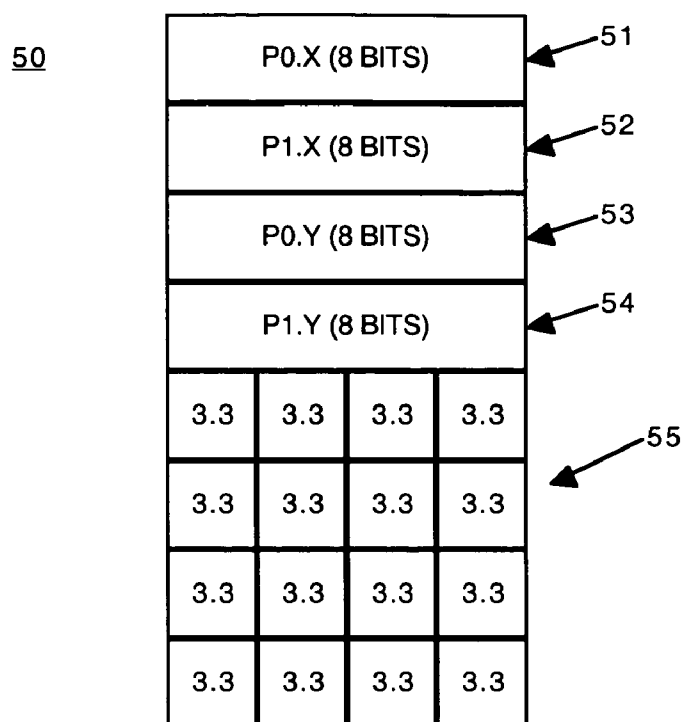 51
50
P0.X (8 BITS)
52
P1.X (8 BITS)
53
P0.Y (8 BITS)
54
P1.Y (8 BITS)
3.3 3.3 3.3 3.3
55
3.3 3.3 3.3 3.3
3.3 3.3 3.3 3.3
3.3 3.3 3.3 3.3